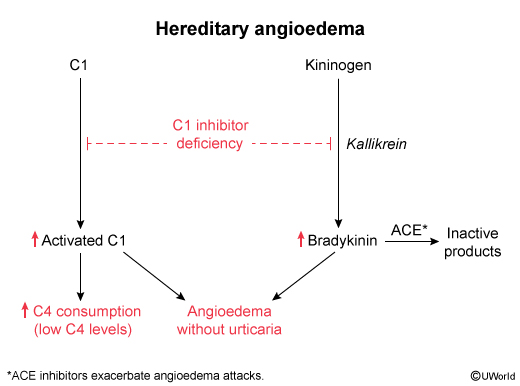 Hereditary angioedema
C1
Kininogen
C1 inhibitor
deficiency
Kallikrein
Activated C1
Bradykinin
ACE*
Inactive
products
C4 consumption
(low C4 levels)
Angioedema
without urticaria
*ACE inhibitors exacerbate angioedema attacks.
©UWorld